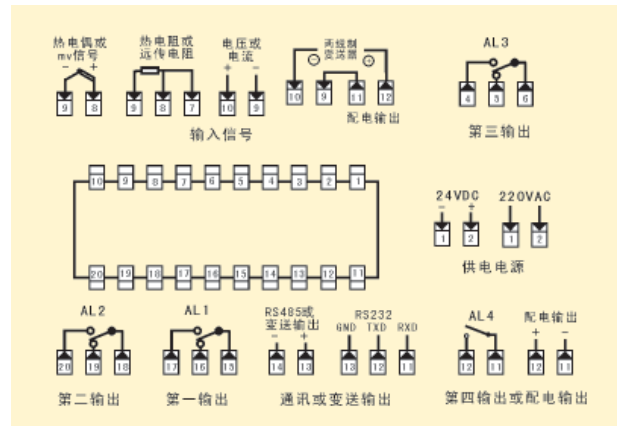 热电偶或
mv信号
- +
9 8
热电阻或
远传电阻
9 8 7
电压或
电流
+ -
10 9
输入信号
两线制
变送器
- +
10 9 11 12
配电输出
AL3
4 5 6
第三输出
10 9 8 7 6 5 4 3 2 1
20 19 18 17 16 15 14 13 12 11
24VDC
- +
1 2
220VAC
1 2
供电电源
AL2
20 19 18
第二输出
AL1
17 16 15
第一输出
RS485或
变送输出
- +
14 13
RS232
GND TXD RXD
13 12 11
通讯或变送输出
AL4
12 11
配电输出
+ -
12 11
第四输出或配电输出